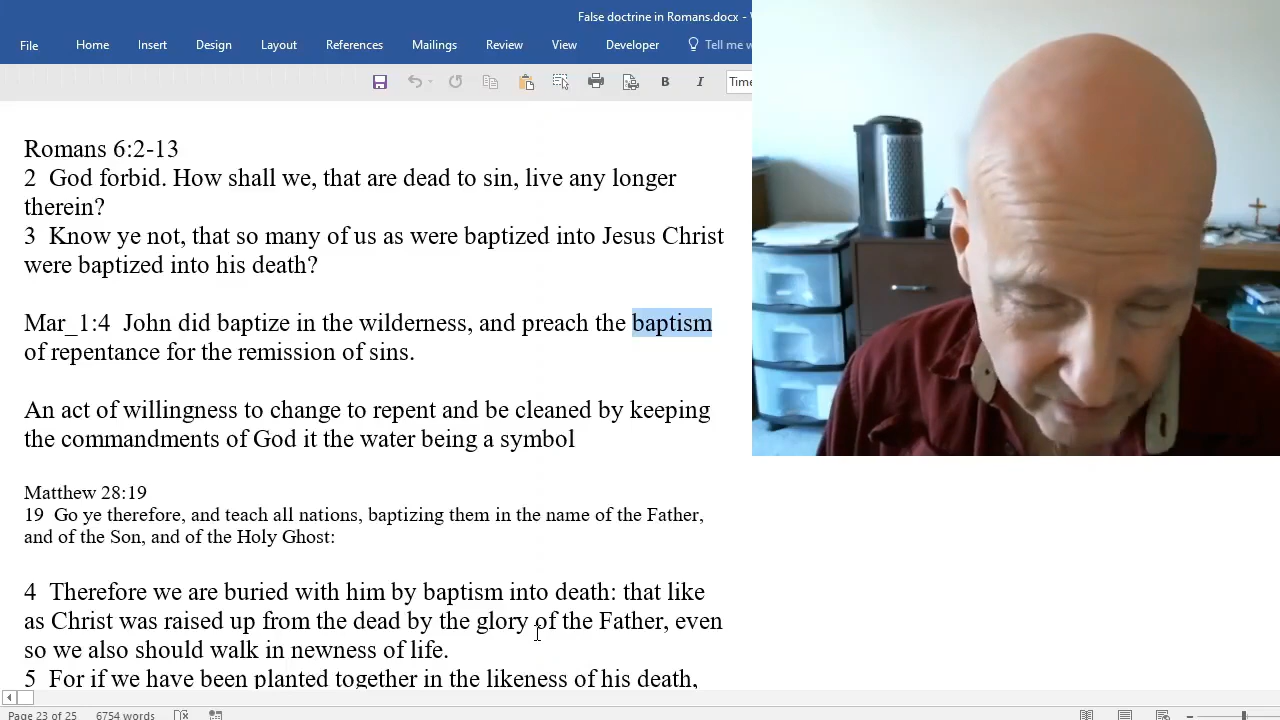 False doctrine in Romans.docx -
File Home Insert Design Layout References Mailings Review View Developer Tell me w
B I Time
Romans 6:2-13
2 God forbid. How shall we, that are dead to sin, live any longer
therein?
3 Know ye not, that so many of us as were baptized into Jesus Christ
were baptized into his death?
Mar_1:4 John did baptize in the wilderness, and preach the baptism
of repentance for the remission of sins.
An act of willingness to change to repent and be cleaned by keeping
the commandments of God it the water being a symbol
Matthew 28:19
19 Go ye therefore, and teach all nations, baptizing them in the name of the Father,
and of the Son, and of the Holy Ghost:
4 Therefore we are buried with him by baptism into death: that like
as Christ was raised up from the dead by the glory of the Father, even
so we also should walk in newness of life.
5 For if we have been planted together in the likeness of his death,
Page 23 of 25 6754 words